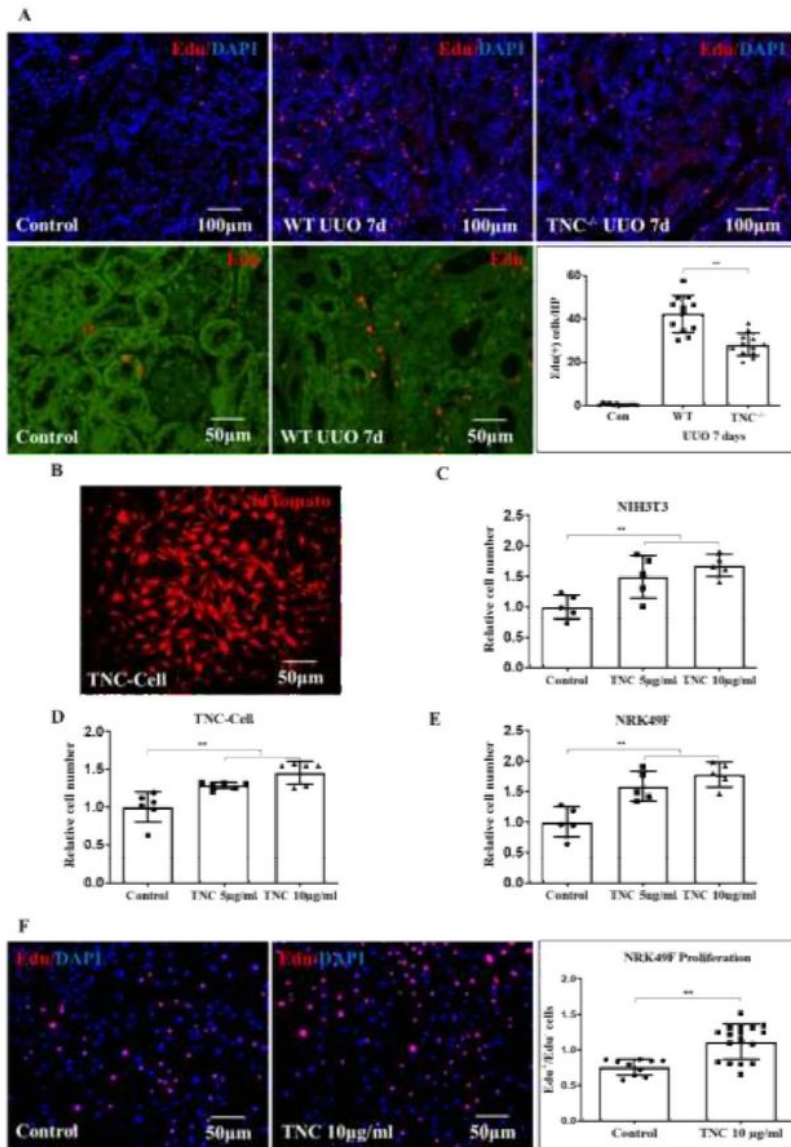 A
Edu/DAPI
Control
100μm
Edu/DAPI
WT UUO 7d
100μm
Edu/DAPI
TNC-/- UUO 7d
100μm
Edu
Control
50μm
Edu
WT UUO 7d
50μm
Edu(+) cells/HP
60
40
20
0
**
Con
WT
TNC-/-
UUO 7 days
B
tdTomato
TNC-Cell
50μm
C
NIH3T3
Relative cell number
2.5
2.0
1.5
1.0
0.5
0.0
**
Control
TNC 5μg/ml
TNC 10μg/ml
D
TNC-Cell
Relative cell number
2.0
1.5
1.0
0.5
0.0
**
Control
TNC 5μg/ml
TNC 10μg/ml
E
NRK49F
Relative cell number
2.5
2.0
1.5
1.0
0.5
0.0
**
Control
TNC 5μg/ml
TNC 10μg/ml
F
Edu/DAPI
Control
50μm
Edu/DAPI
TNC 10μg/ml
50μm
NRK49F Proliferation
Edu+/Edu- cells
2.0
1.5
1.0
0.5
0.0
**
Control
TNC 10 μg/ml